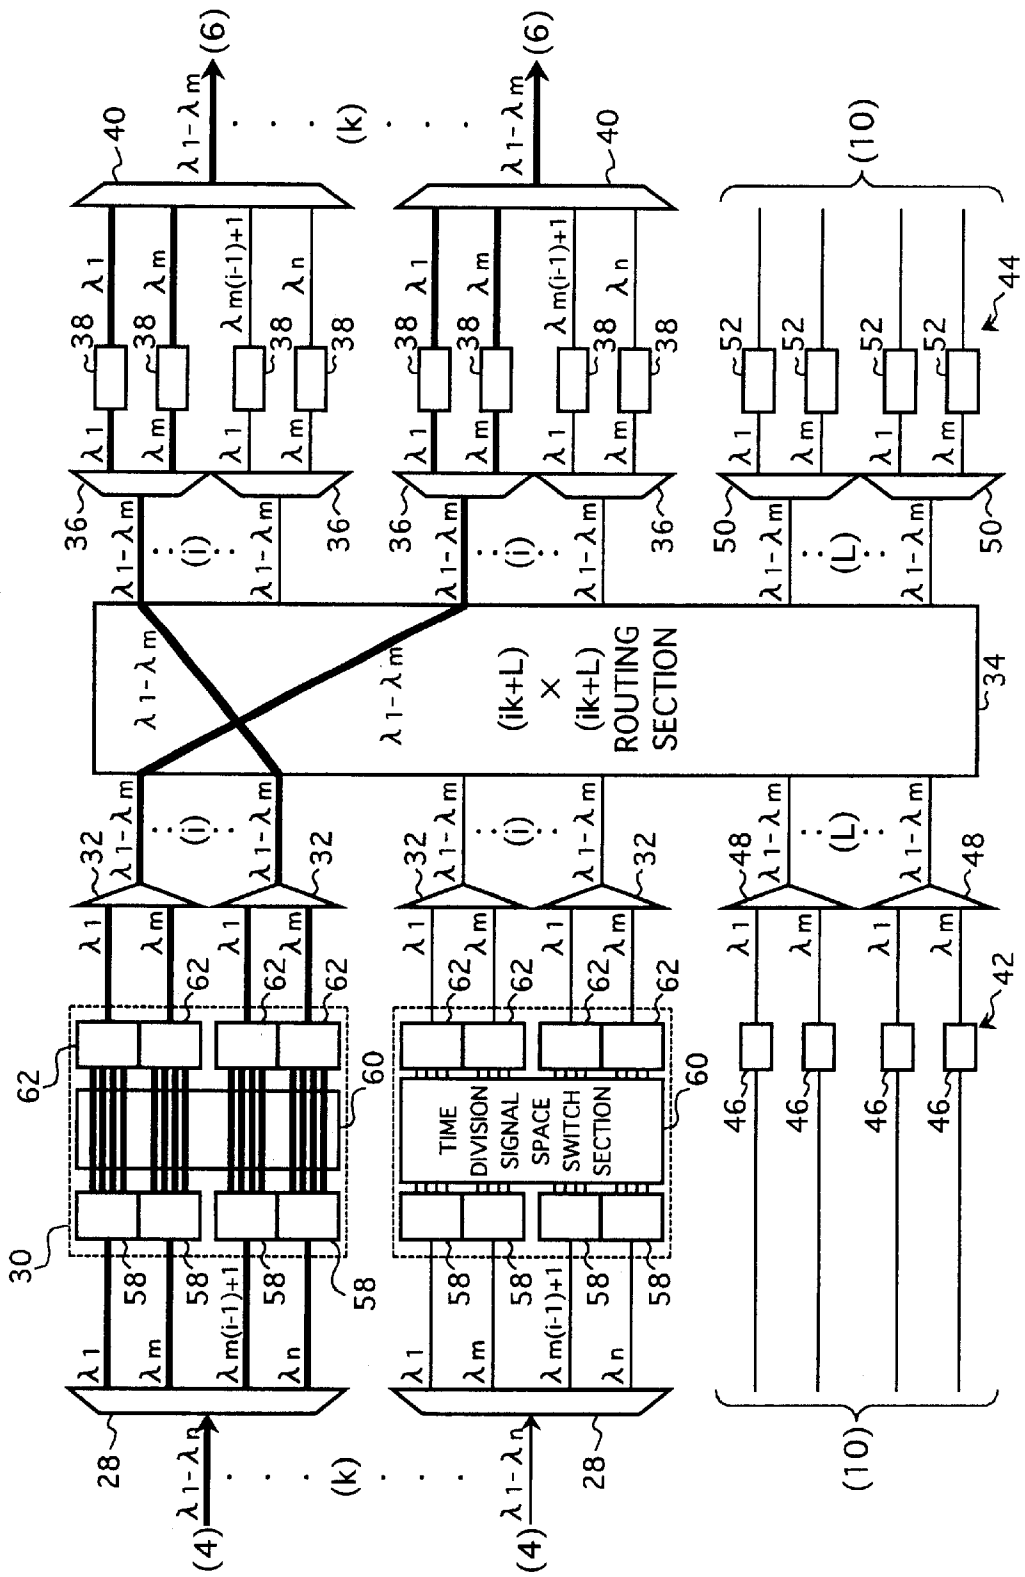 (4)
λ1-λn
28
λ1
λm
λm(i-1)+1
λn
30
58
58
58
58
60
62
62
62
62
λ1
λm
λ1
λm
32
32
λ1-λm
(i)
λ1-λm
λ1-λm
λ1-λm
(ik+L)
×
(ik+L)
ROUTING
SECTION
34
λ1-λm
(i)
λ1-λm
36
36
λ1
λm
λ1
λm
38
38
38
38
λ1
λm
λm(i-1)+1
λn
40
λ1-λm
(6)
(k)
(k)
(4)
λ1-λn
28
λ1
λm
λm(i-1)+1
λn
58
58
58
58
TIME
DIVISION
SIGNAL
SPACE
SWITCH
SECTION
60
62
62
62
62
λ1
λm
λ1
λm
32
32
λ1-λm
(i)
λ1-λm
λ1-λm
(i)
λ1-λm
36
36
λ1
λm
λ1
λm
38
38
38
38
λ1
λm
λm(i-1)+1
λn
40
λ1-λm
(6)
(10)
46
46
46
46
42
λ1
λm
λ1
λm
48
48
λ1-λm
(L)
λ1-λm
λ1-λm
(L)
λ1-λm
50
50
λ1
λm
λ1
λm
52
52
52
52
44
(10)